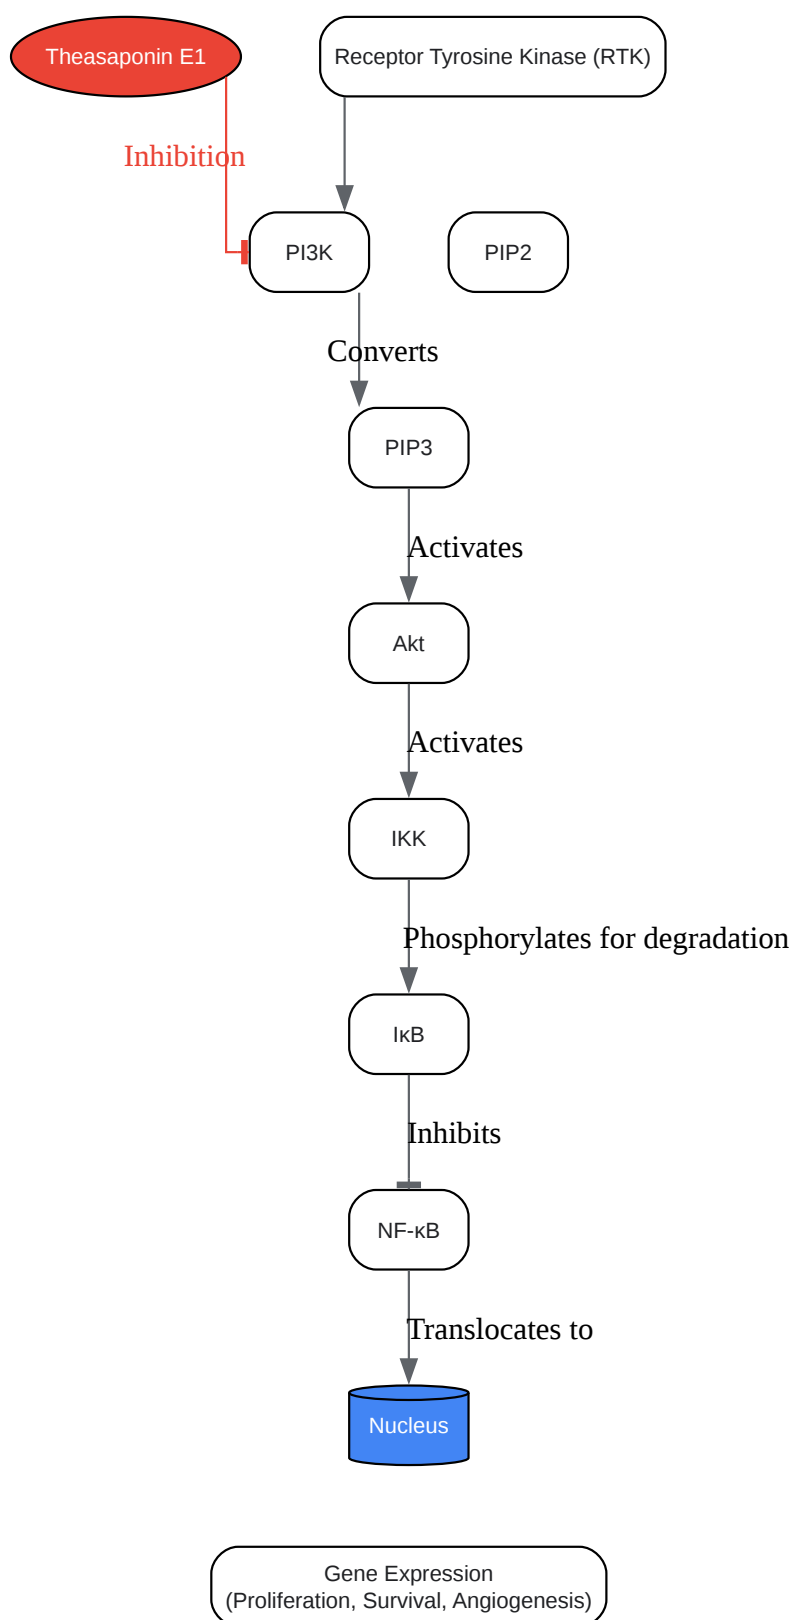 Theasaponin E1
Receptor Tyrosine Kinase (RTK)
Inhibition
PI3K
PIP2
Converts
PIP3
Activates
Akt
Activates
IKK
Phosphorylates for degradation
IκB
Inhibits
NF-κB
Translocates to
Nucleus
Gene Expression
(Proliferation, Survival, Angiogenesis)